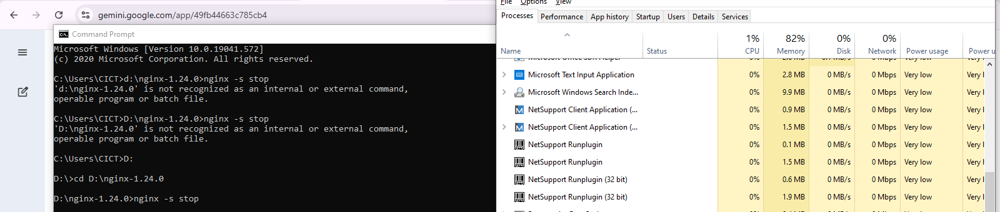 gemini.google.com/app/49fb44663c785cb4
Command Prompt
Microsoft Windows [Version 10.0.19041.572]
(c) 2020 Microsoft Corporation. All rights reserved.
C:\Users\CICT>d:\nginx-1.24.0>nginx -s stop
'd:\nginx-1.24.0' is not recognized as an internal or external command,
operable program or batch file.
C:\Users\CICT>D:\nginx-1.24.0>nginx -s stop
'D:\nginx-1.24.0' is not recognized as an internal or external command,
operable program or batch file.
C:\Users\CICT>D:
D:\>cd D:\nginx-1.24.0
D:\nginx-1.24.0>nginx -s stop
File Options View
Processes Performance App history Startup Users Details Services
1% 82% 0% 0%
Name Status CPU Memory Disk Network Power usage Power u
Microsoft Office SDX Helper
Microsoft Text Input Application 0% 2.8 MB 0 MB/s 0 Mbps Very low Very l
Microsoft Windows Search Inde... 0% 9.9 MB 0 MB/s 0 Mbps Very low Very l
NetSupport Client Application (... 0% 0.9 MB 0 MB/s 0 Mbps Very low Very l
NetSupport Client Application (... 0% 1.5 MB 0 MB/s 0 Mbps Very low Very l
NetSupport Runplugin 0% 0.1 MB 0 MB/s 0 Mbps Very low Very l
NetSupport Runplugin 0% 1.5 MB 0 MB/s 0 Mbps Very low Very l
NetSupport Runplugin (32 bit) 0% 0.6 MB 0 MB/s 0 Mbps Very low Very l
NetSupport Runplugin (32 bit) 0% 1.9 MB 0 MB/s 0 Mbps Very low Very l